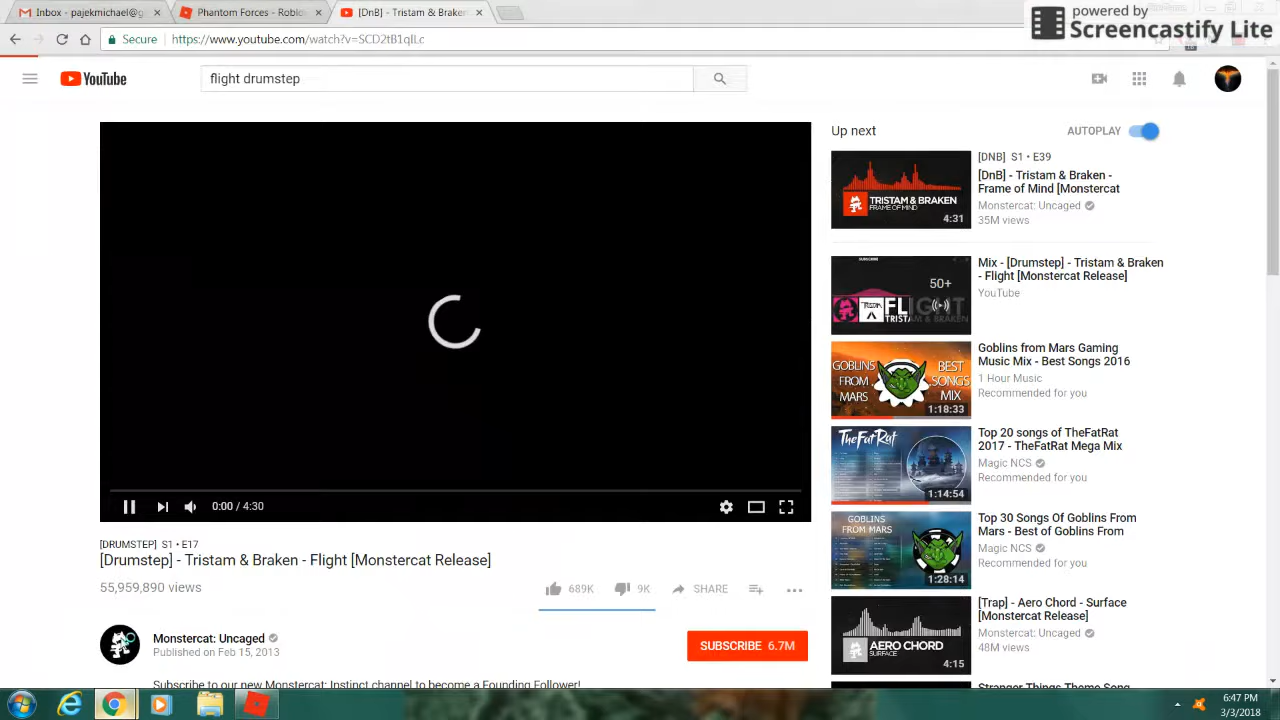 Inbox - pajekmichael@g
Phantom Forces - Roblox
[Drumstep] - Tristam & Braken
powered by
Screencastify Lite
Secure
https://www.youtube.com/watch?v=
YouTube
flight drumstep
Up next
AUTOPLAY
[DNB] S1 • E39
[DnB] - Tristam & Braken -
Frame of Mind [Monstercat
Monstercat: Uncaged
35M views
TRISTAM & BRAKEN
FRAME OF MIND
4:31
Mix - [Drumstep] - Tristam & Braken
- Flight [Monstercat Release]
YouTube
50+
Goblins from Mars Gaming
Music Mix - Best Songs 2016
1 Hour Music
Recommended for you
GOBLINS
FROM
MARS
BEST
SONGS
MIX
1:18:33
Top 20 songs of TheFatRat
2017 - TheFatRat Mega Mix
Magic NCS
Recommended for you
TheFatRat
1:14:54
Top 30 Songs Of Goblins From
Mars - Best of Goblins From
Magic NCS
Recommended for you
GOBLINS
FROM MARS
1:28:14
[Trap] - Aero Chord - Surface
[Monstercat Release]
Monstercat: Uncaged
48M views
AERO CHORD
SURFACE
4:15
Stranger Things Theme Song
0:00 / 4:30
[Drumstep] - Tristam & Braken - Flight [Monstercat Release]
689K
9K
SHARE
Monstercat: Uncaged
Published on Feb 15, 2013
SUBSCRIBE 6.7M
Subscribe to our new Monstercat: Instinct channel to become a Founding Follower!
6:47 PM
3/3/2018